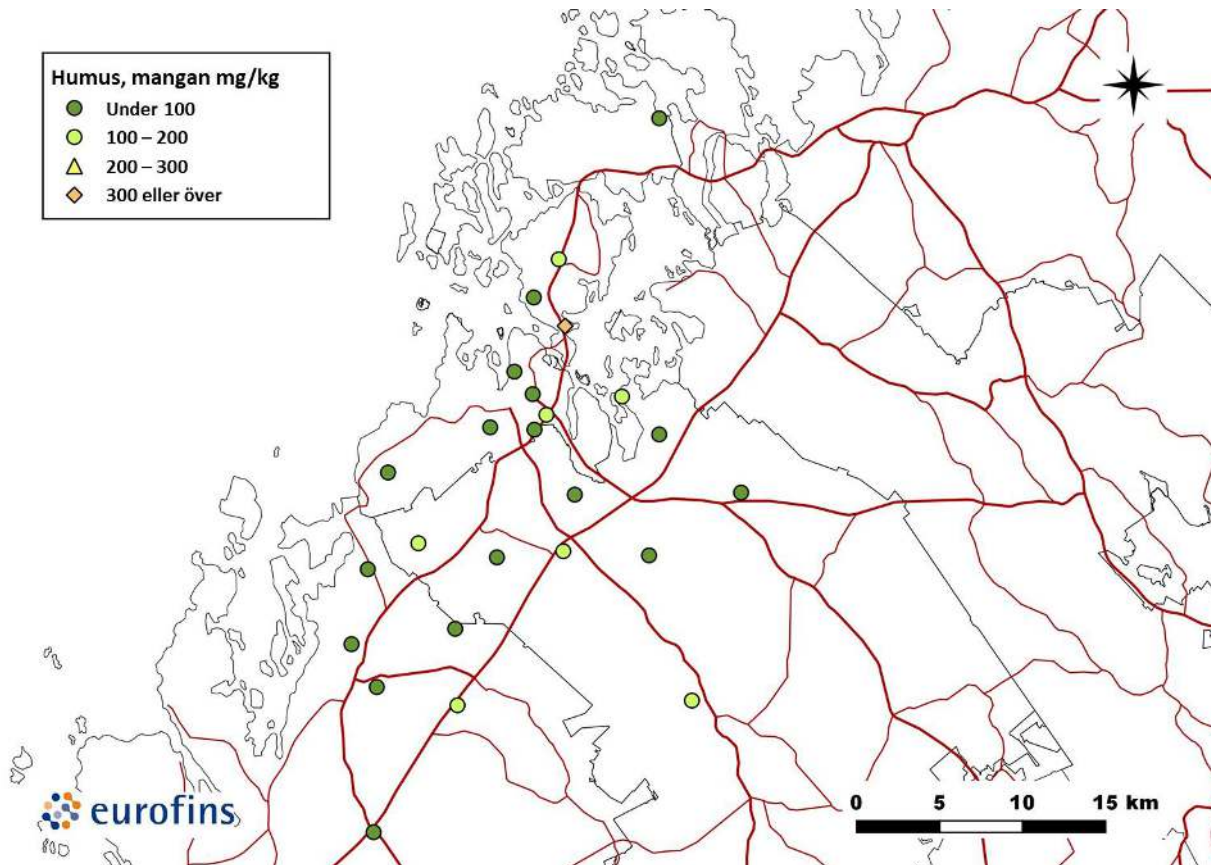 Humus, mangan mg/kg
Under 100
100 – 200
200 – 300
300 eller över
eurofins
0 5 10 15 km